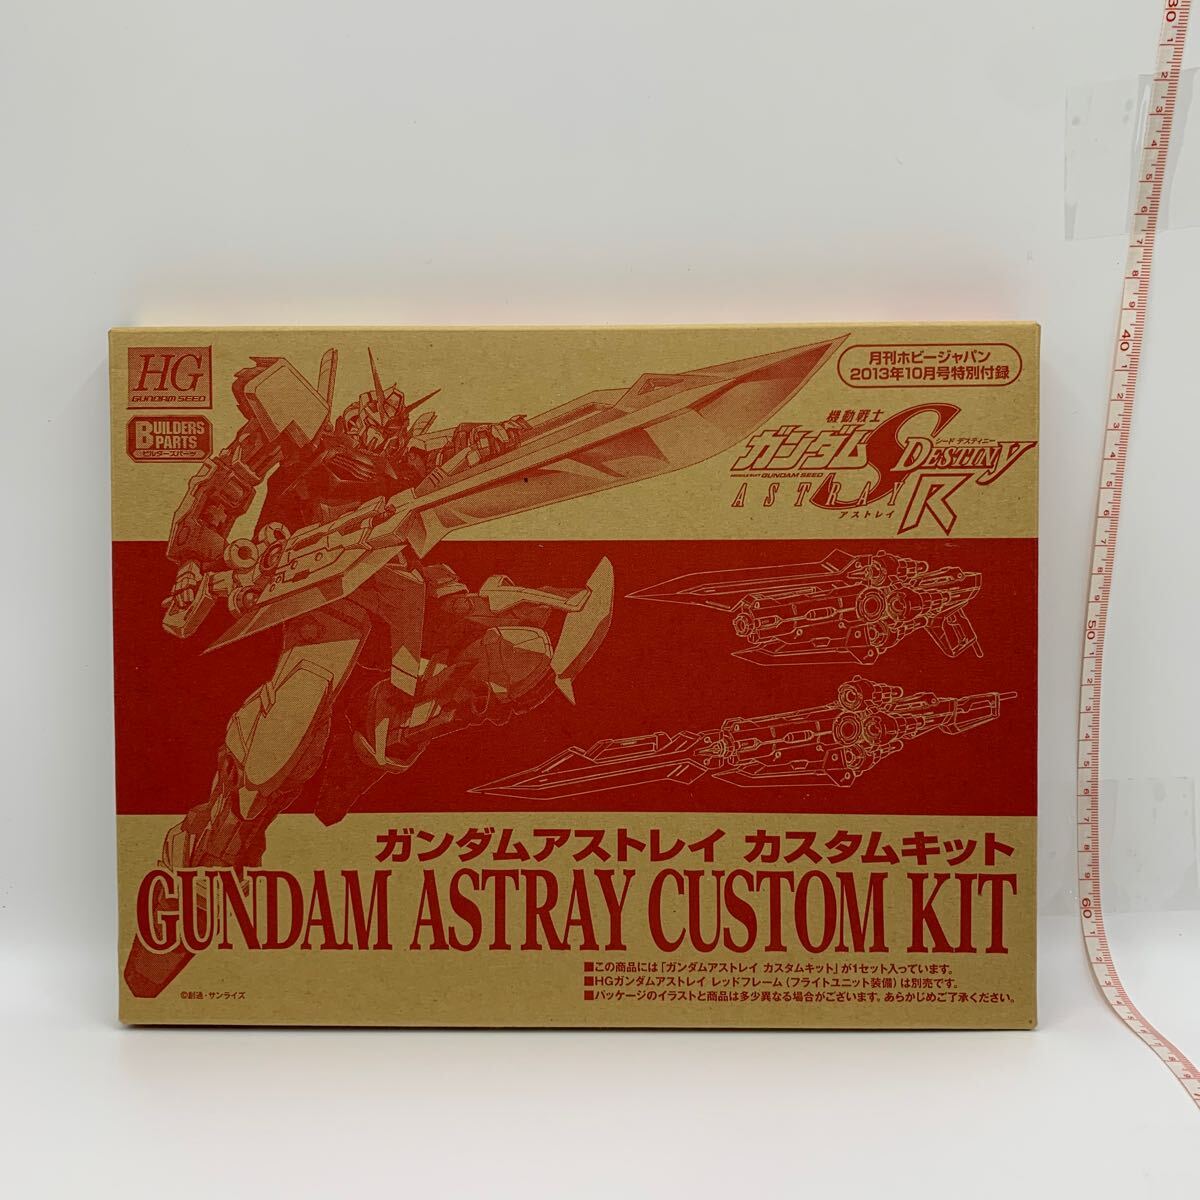 HG
GUNDAM SEED
BUILDERS
PARTS
ビルダーズパーツ
月刊ホビージャパン
2013年10月号特別付録
機動戦士
ガンダム SEED DESTINY
シード デスティニー
MOBILE SUIT GUNDAM SEED
ASTRAY R
アストレイ
ガンダムアストレイ カスタムキット
GUNDAM ASTRAY CUSTOM KIT
■この商品には「ガンダムアストレイ カスタムキット」が1セット入っています。
■HGガンダムアストレイ レッドフレーム(フライトユニット装備)は別売です。
■パッケージのイラストと商品は多少異なる場合がございます。あらかじめご了承ください。
©創通・サンライズ
30
40
50
60